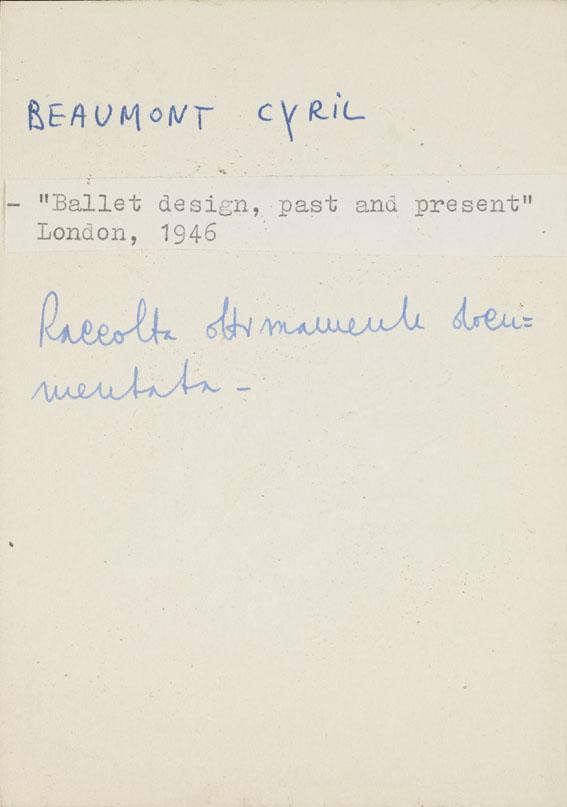 BEAUMONT CYRIL
- "Ballet design, past and present"
London, 1946
Raccolta ottimamente docu=
mentata -